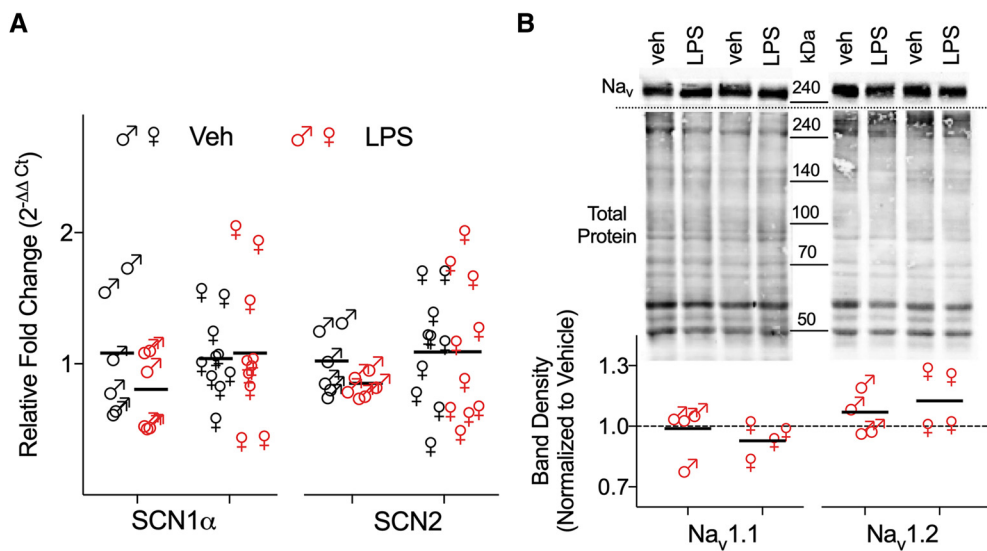 A
♂ ♀ Veh
♂ ♀ LPS
Relative Fold Change (2^-ΔΔ Ct)
2
1
SCN1α
SCN2
B
veh LPS veh LPS kDa veh LPS veh LPS
Nav
240
240
140
100
70
50
Total
Protein
Band Density
(Normalized to Vehicle)
1.3
1.0
0.7
Nav1.1
Nav1.2